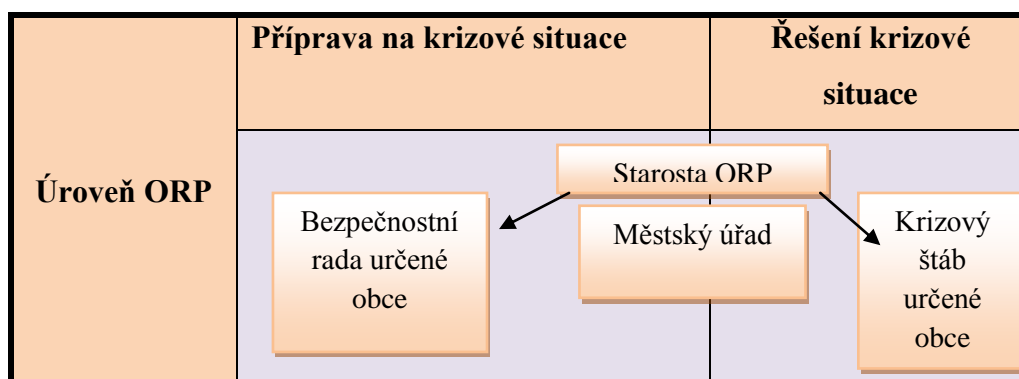 Příprava na krizové situace
Řešení krizové
situace
Úroveň ORP
Starosta ORP
Bezpečnostní
rada určené
obce
Městský úřad
Krizový
štáb
určené
obce